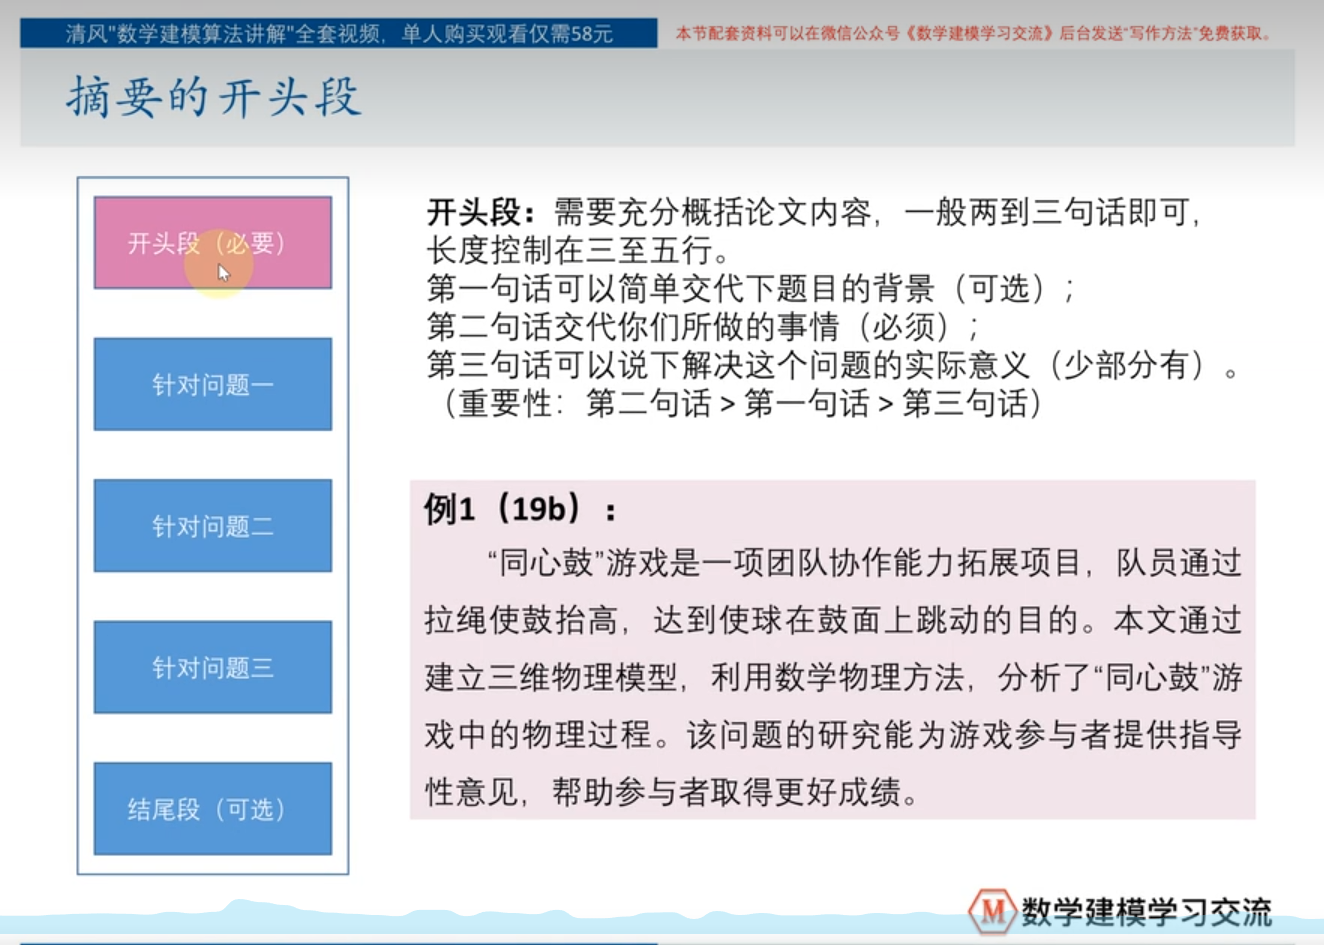 清风"数学建模算法讲解"全套视频，单人购买观看仅需58元
本节配套资料可以在微信公众号《数学建模学习交流》后台发送“写作方法”免费获取。
摘要的开头段
开头段（必要）
针对问题一
针对问题二
针对问题三
结尾段（可选）
开头段：需要充分概括论文内容，一般两到三句话即可，
长度控制在三至五行。
第一句话可以简单交代下题目的背景（可选）；
第二句话交代你们所做的事情（必须）；
第三句话可以说下解决这个问题的实际意义（少部分有）。
（重要性：第二句话 > 第一句话 > 第三句话）
例1（19b）：
“同心鼓”游戏是一项团队协作能力拓展项目，队员通过
拉绳使鼓抬高，达到使球在鼓面上跳动的目的。本文通过
建立三维物理模型，利用数学物理方法，分析了“同心鼓”游
戏中的物理过程。该问题的研究能为游戏参与者提供指导
性意见，帮助参与者取得更好成绩。
M 数学建模学习交流